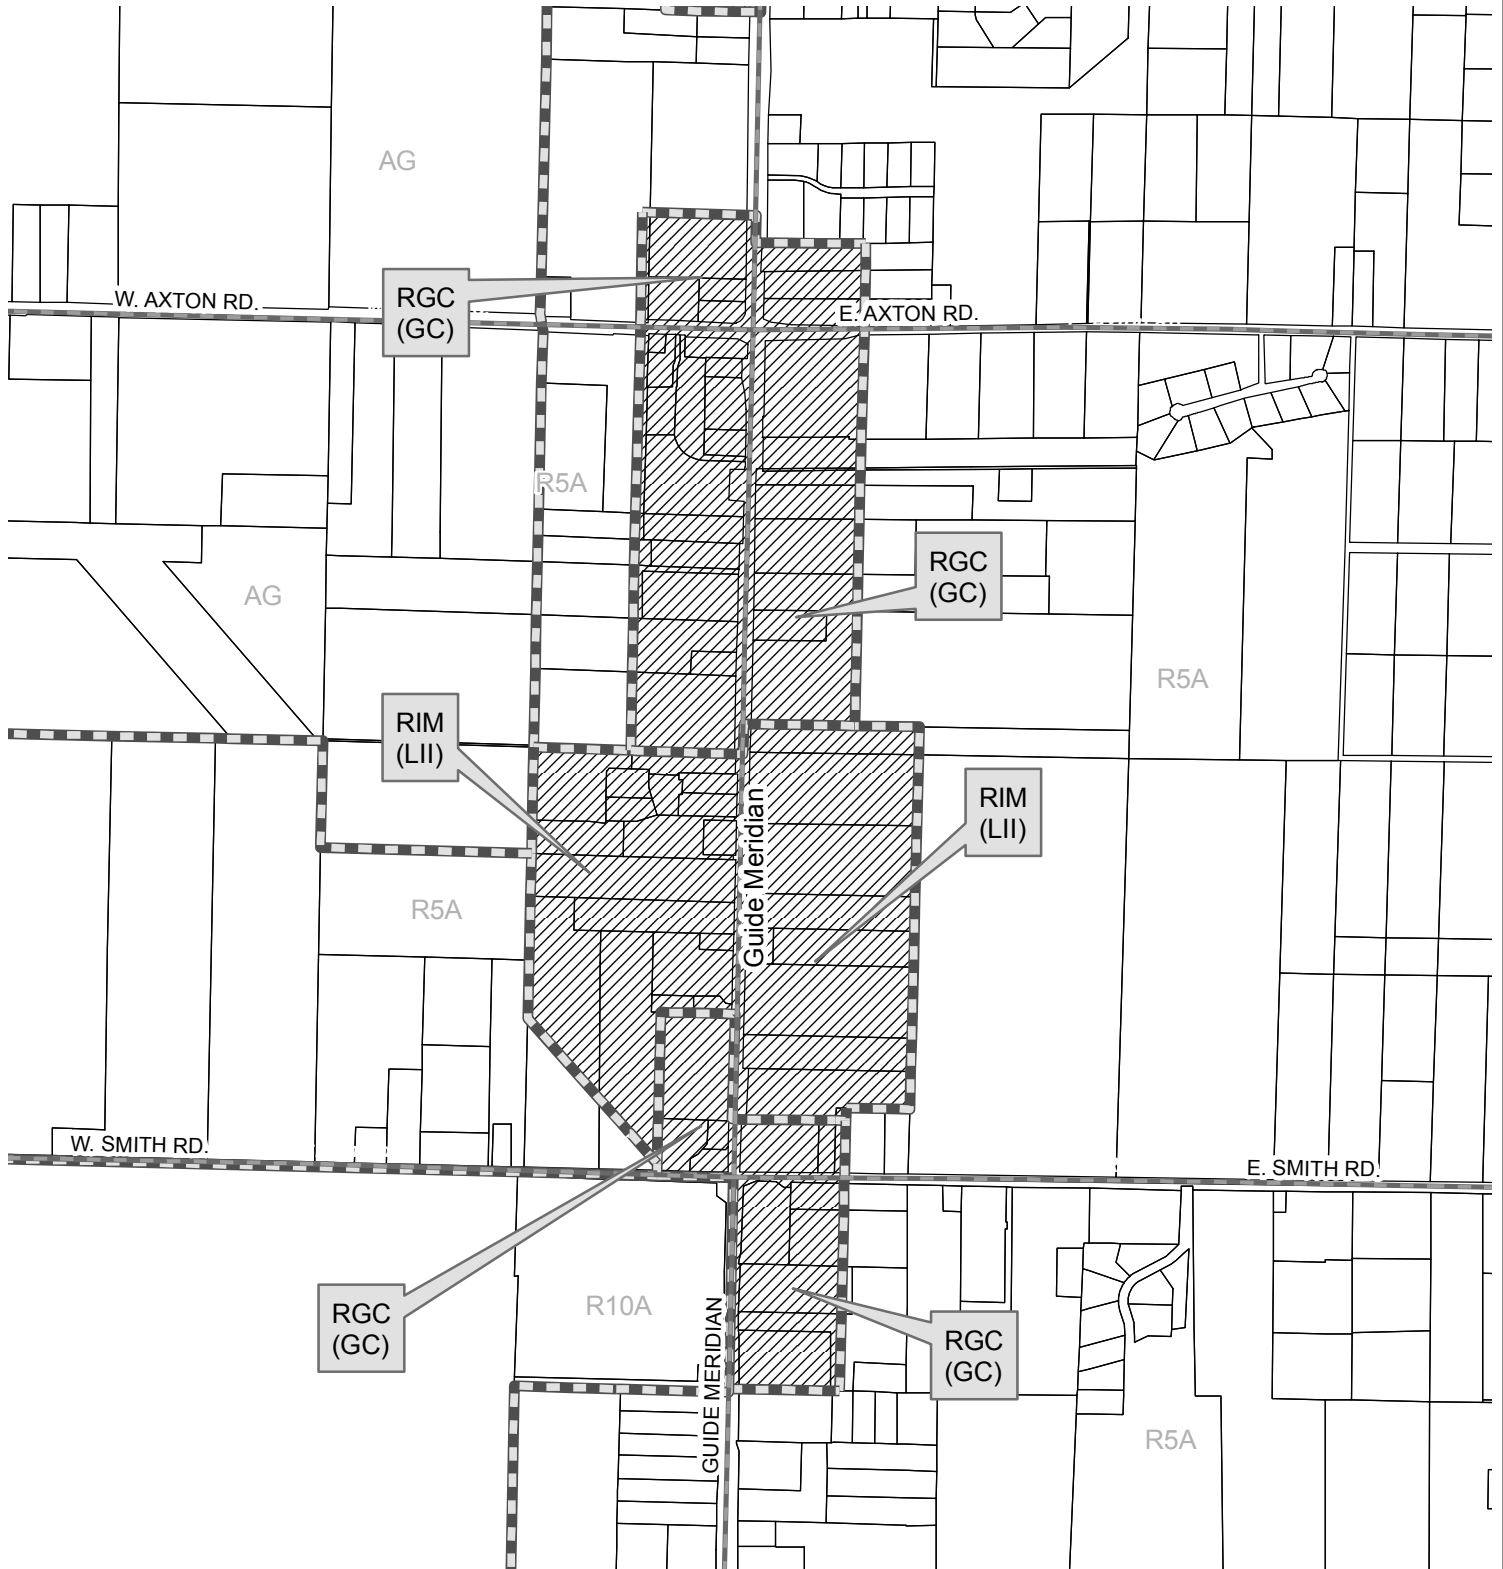 AG
RGC
(GC)
W. AXTON RD.
E. AXTON RD.
R5A
RGC
(GC)
AG
R5A
RIM
(LII)
RIM
(LII)
Guide Meridian
R5A
W. SMITH RD.
E. SMITH RD.
RGC
(GC)
R10A
GUIDE MERIDIAN
RGC
(GC)
R5A